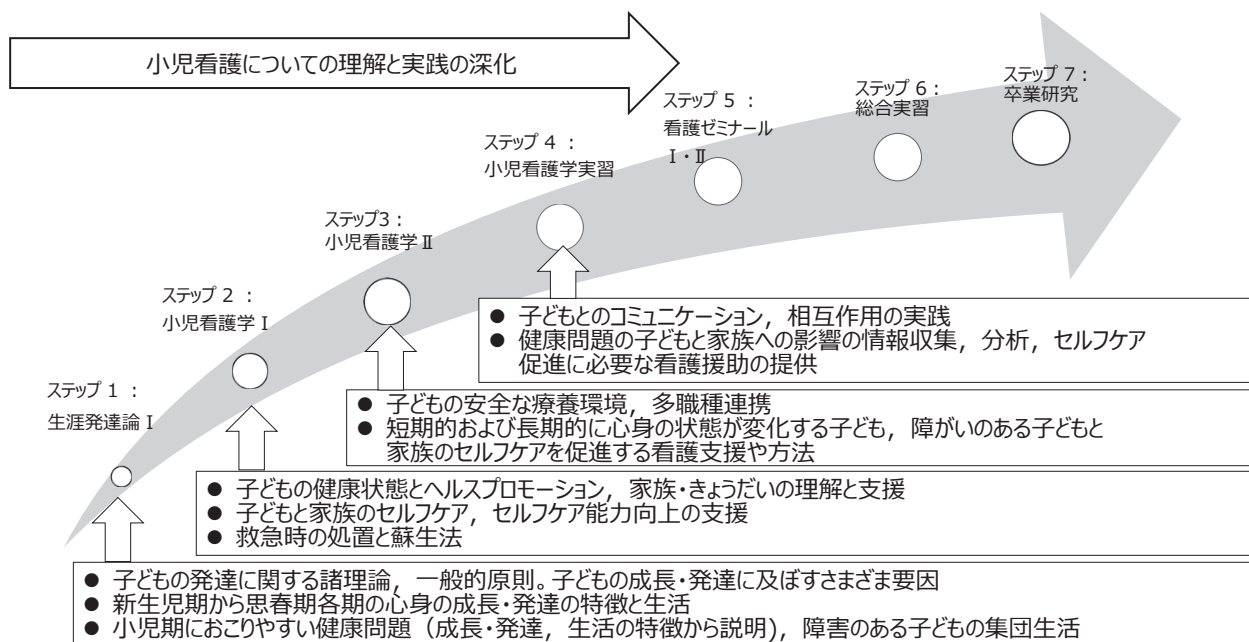 小児看護についての理解と実践の深化
ステップ 7：
卒業研究
ステップ 6：
総合実習
ステップ 5 ：
看護ゼミナール
Ⅰ・Ⅱ
ステップ 4 ：
小児看護学実習
ステップ3：
小児看護学Ⅱ
ステップ 2 ：
小児看護学Ⅰ
ステップ 1 ：
生涯発達論Ⅰ
● 子どもとのコミュニケーション，相互作用の実践
● 健康問題の子どもと家族への影響の情報収集，分析，セルフケア
促進に必要な看護援助の提供
● 子どもの安全な療養環境，多職種連携
● 短期的および長期的に心身の状態が変化する子ども，障がいのある子どもと
家族のセルフケアを促進する看護支援や方法
● 子どもの健康状態とヘルスプロモーション，家族・きょうだいの理解と支援
● 子どもと家族のセルフケア，セルフケア能力向上の支援
● 救急時の処置と蘇生法
● 子どもの発達に関する諸理論，一般的原則。子どもの成長・発達に及ぼすさまざま要因
● 新生児期から思春期各期の心身の成長・発達の特徴と生活
● 小児期におこりやすい健康問題（成長・発達，生活の特徴から説明），障害のある子どもの集団生活